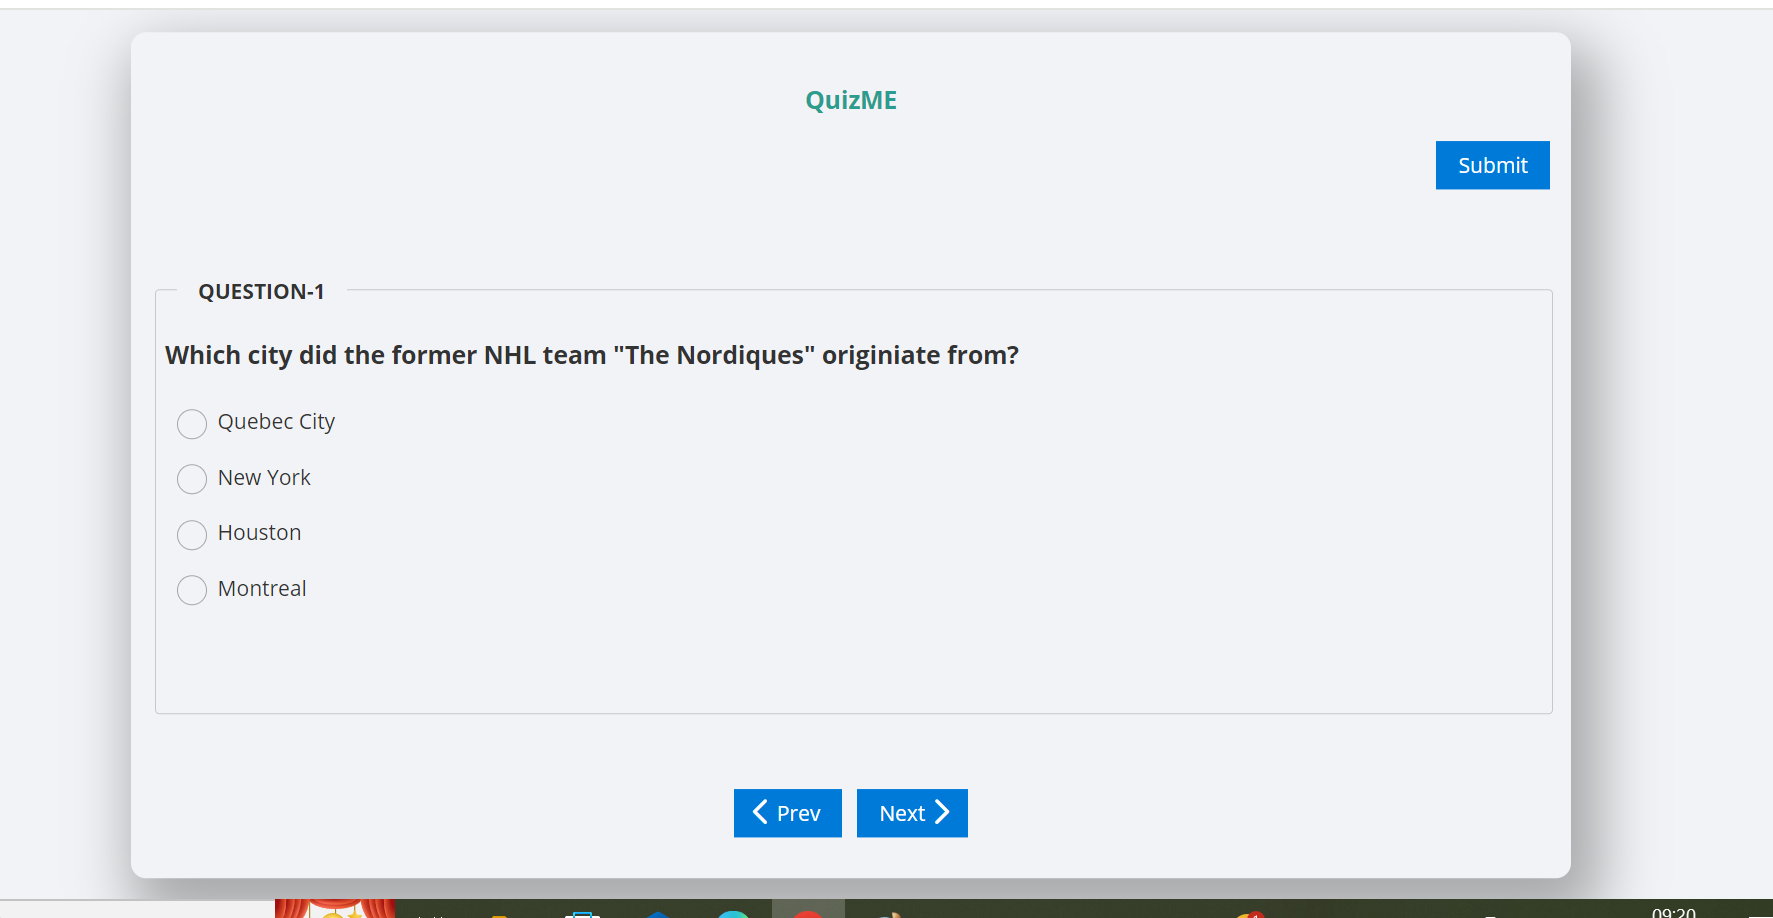 QuizME
Submit
QUESTION-1
Which city did the former NHL team "The Nordiques" originiate from?
Quebec City
New York
Houston
Montreal
Prev
Next
09:20